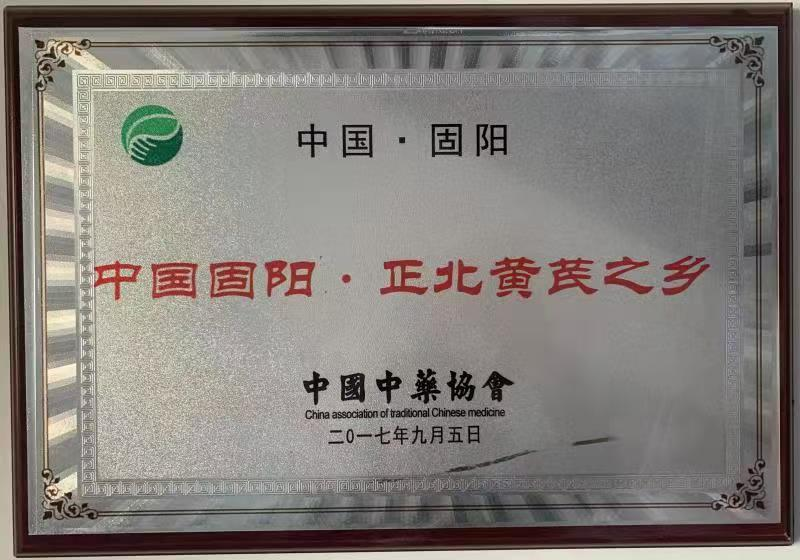 中国·固阳
中国固阳·正北黄芪之乡
中國中藥協會
China association of traditional Chinese medicine
二0一七年九月五日